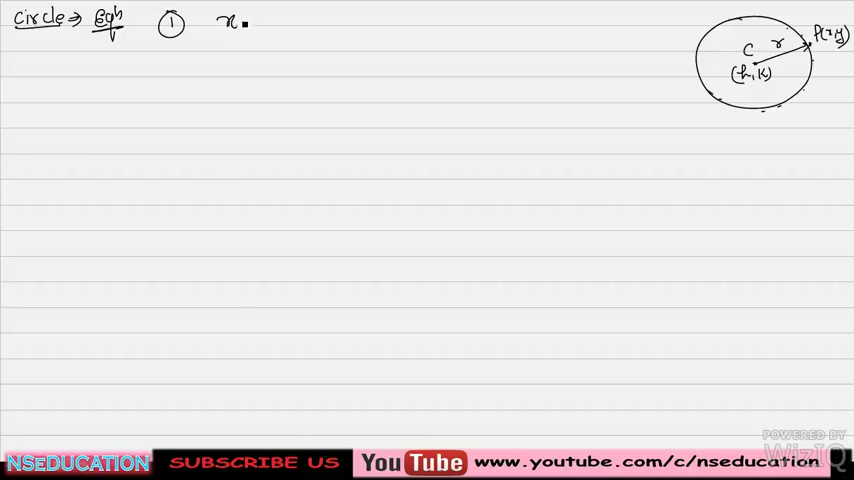 circle ⇒ Eqn ① x
C
r
P(x,y)
(h,k)
POWERED BY
WizIQ
NSEDUCATION SUBSCRIBE US YouTube www.youtube.com/c/nseducation